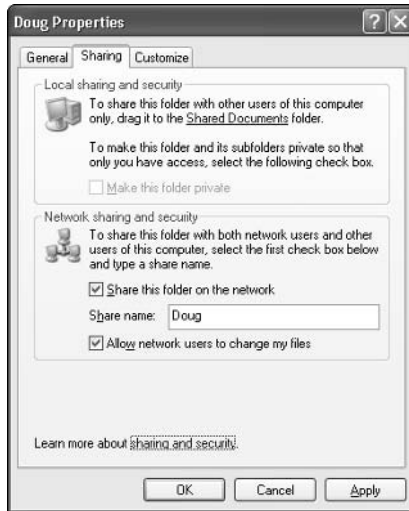 Doug Properties
General Sharing Customize
Local sharing and security
To share this folder with other users of this computer
only, drag it to the Shared Documents folder.
To make this folder and its subfolders private so that
only you have access, select the following check box.
Make this folder private
Network sharing and security
To share this folder with both network users and other
users of this computer, select the first check box below
and type a share name.
Share this folder on the network
Share name: Doug
Allow network users to change my files
Learn more about sharing and security.
OK Cancel Apply